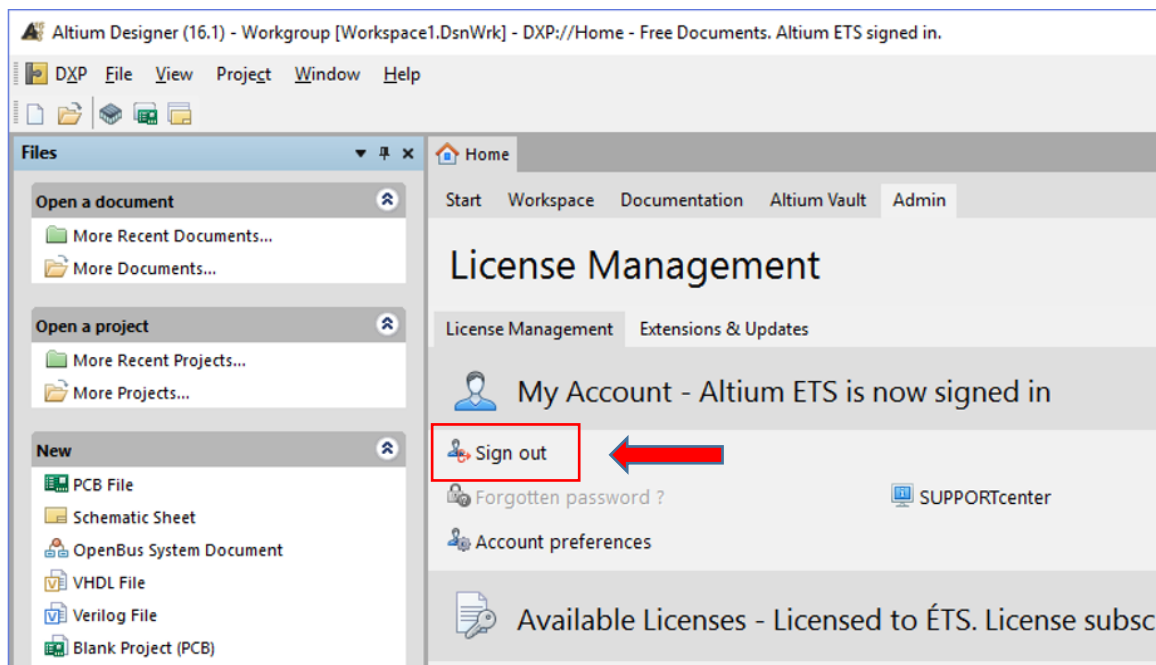 Altium Designer (16.1) - Workgroup [Workspace1.DsnWrk] - DXP://Home - Free Documents. Altium ETS signed in.
DXP File View Project Window Help
Files
Open a document
More Recent Documents...
More Documents...
Open a project
More Recent Projects...
More Projects...
New
PCB File
Schematic Sheet
OpenBus System Document
VHDL File
Verilog File
Blank Project (PCB)
Home
Start Workspace Documentation Altium Vault Admin
License Management
License Management Extensions & Updates
My Account - Altium ETS is now signed in
Sign out
Forgotten password ? SUPPORTcenter
Account preferences
Available Licenses - Licensed to ÉTS. License subsc